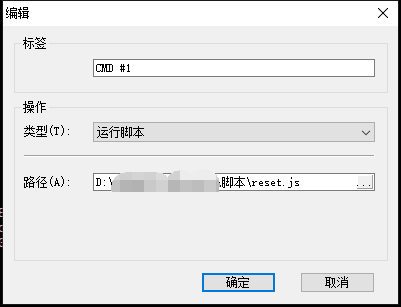 编辑
标签
CMD #1
操作
类型(T): 运行脚本
路径(A): D:\ \脚本\reset.js ...
确定 取消